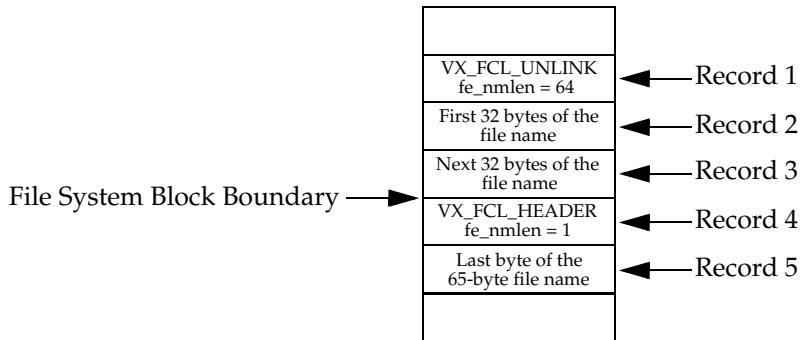 VX_FCL_UNLINK
fe_nmlen = 64
Record 1
First 32 bytes of the
file name
Record 2
Next 32 bytes of the
file name
Record 3
File System Block Boundary
VX_FCL_HEADER
fe_nmlen = 1
Record 4
Last byte of the
65-byte file name
Record 5